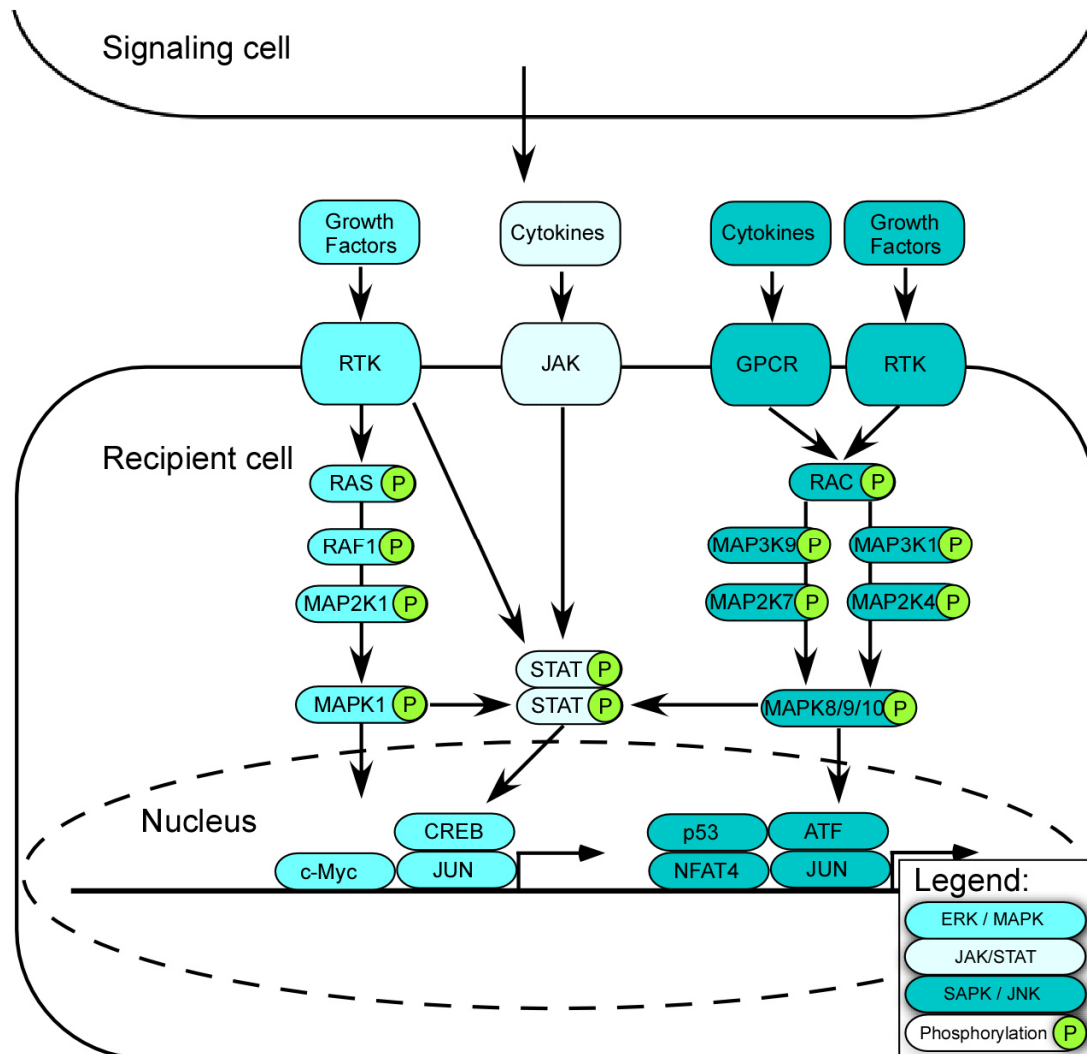 Signaling cell
Growth
Factors
Cytokines
Cytokines
Growth
Factors
RTK
JAK
GPCR
RTK
Recipient cell
RAS P
RAC P
RAF1 P
MAP3K9 P
MAP3K1 P
MAP2K1 P
MAP2K7 P
MAP2K4 P
STAT P
MAPK1 P
STAT P
MAPK8/9/10 P
Nucleus
CREB
p53
ATF
c-Myc
JUN
NFAT4
JUN
Legend:
ERK / MAPK
JAK/STAT
SAPK / JNK
Phosphorylation P